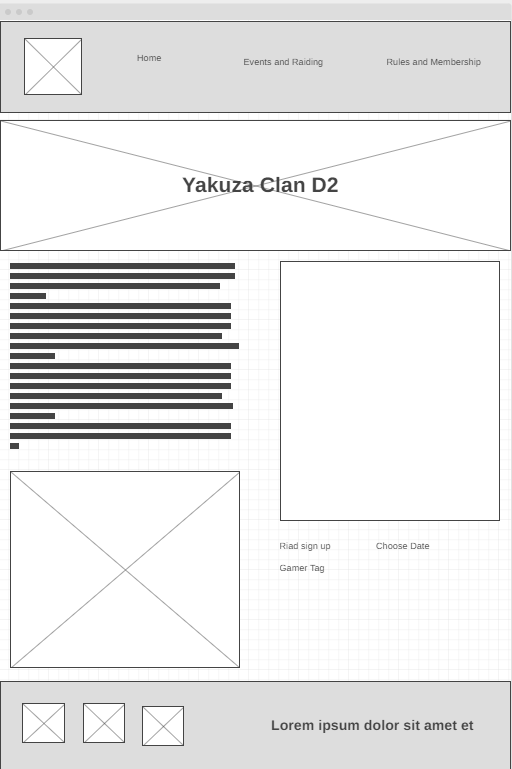 Home
Events and Raiding
Rules and Membership
Yakuza Clan D2
Riad sign up
Choose Date
Gamer Tag
Lorem ipsum dolor sit amet et